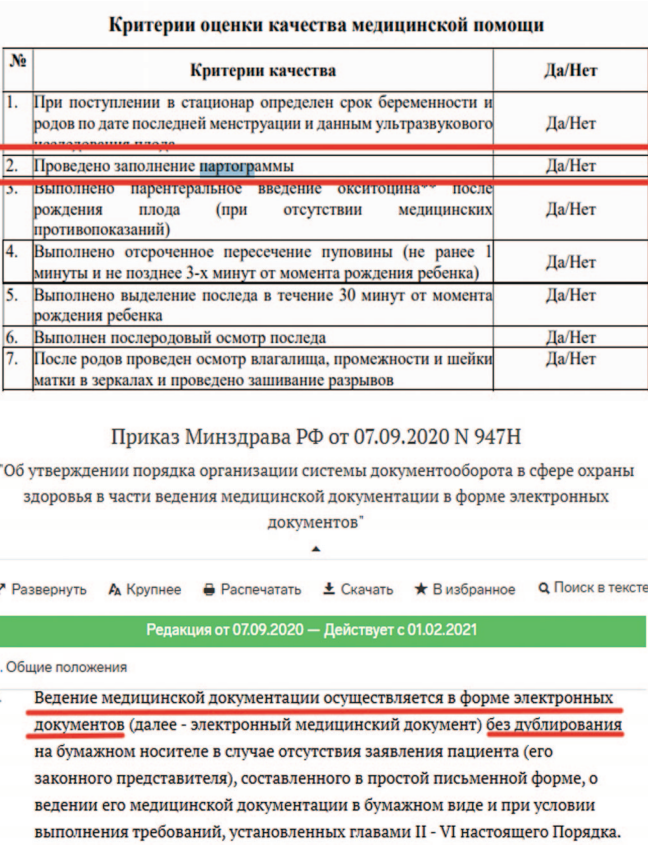 Критерии оценки качества медицинской помощи
№ Критерии качества Да/Нет
1. При поступлении в стационар определен срок беременности и
родов по дате последней менструации и данным ультразвукового Да/Нет
исследования плода
2. Проведено заполнение партограммы Да/Нет
3. Выполнено парентеральное введение окситоцина** после
рождения плода (при отсутствии медицинских Да/Нет
противопоказаний)
4. Выполнено отсроченное пересечение пуповины (не ранее 1 Да/Нет
минуты и не позднее 3-х минут от момента рождения ребенка)
5. Выполнено выделение последа в течение 30 минут от момента Да/Нет
рождения ребенка
6. Выполнен послеродовый осмотр последа Да/Нет
7. После родов проведен осмотр влагалища, промежности и шейки Да/Нет
матки в зеркалах и проведено зашивание разрывов
Приказ Минздрава РФ от 07.09.2020 N 947Н
"Об утверждении порядка организации системы документооборота в сфере охраны
здоровья в части ведения медицинской документации в форме электронных
документов"
Развернуть Крупнее Распечатать Скачать В избранное Поиск в тексте
Редакция от 07.09.2020 — Действует с 01.02.2021
. Общие положения
Ведение медицинской документации осуществляется в форме электронных
документов (далее - электронный медицинский документ) без дублирования
на бумажном носителе в случае отсутствия заявления пациента (его
законного представителя), составленного в простой письменной форме, о
ведении его медицинской документации в бумажном виде и при условии
выполнения требований, установленных главами II - VI настоящего Порядка.